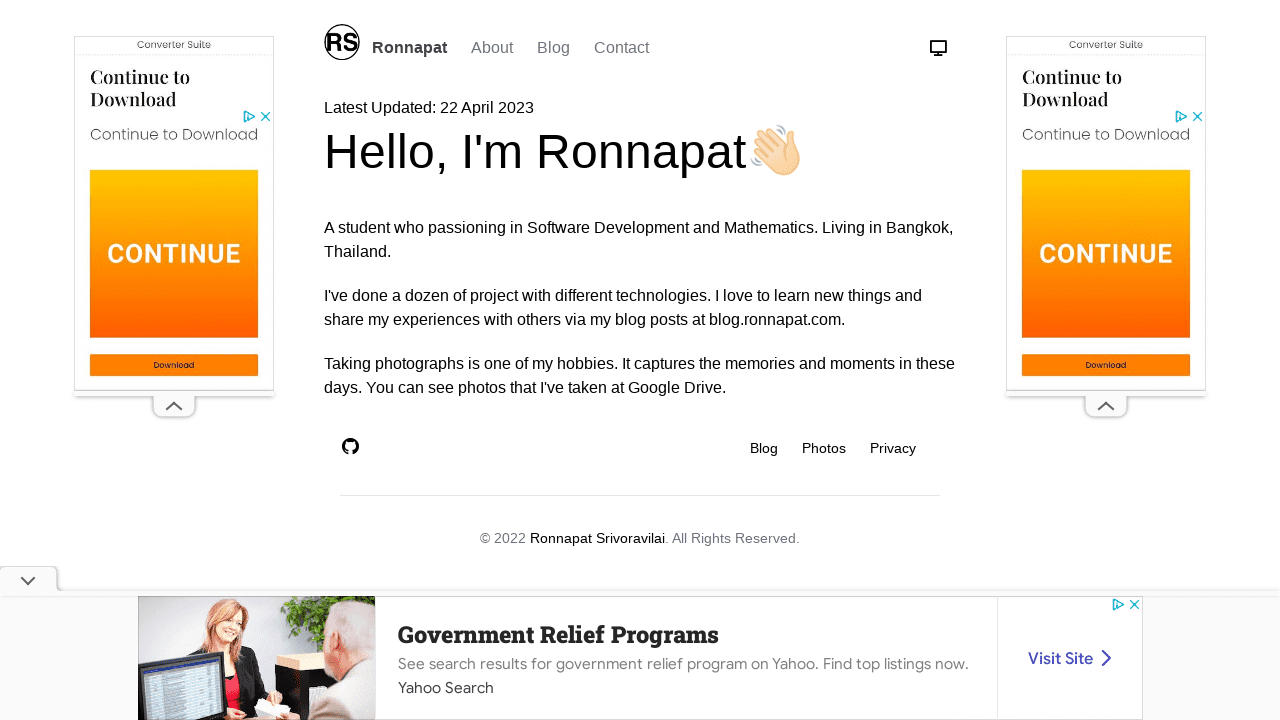 RS
Ronnapat
About
Blog
Contact
Latest Updated: 22 April 2023
Hello, I'm Ronnapat
A student who passioning in Software Development and Mathematics. Living in Bangkok,
Thailand.
I've done a dozen of project with different technologies. I love to learn new things and
share my experiences with others via my blog posts at blog.ronnapat.com.
Taking photographs is one of my hobbies. It captures the memories and moments in these
days. You can see photos that I've taken at Google Drive.
Blog
Photos
Privacy
© 2022 Ronnapat Srivoravilai. All Rights Reserved.
Converter Suite
Continue to
Download
Continue to Download
CONTINUE
Download
Converter Suite
Continue to
Download
Continue to Download
CONTINUE
Download
Government Relief Programs
See search results for government relief program on Yahoo. Find top listings now.
Yahoo Search
Visit Site